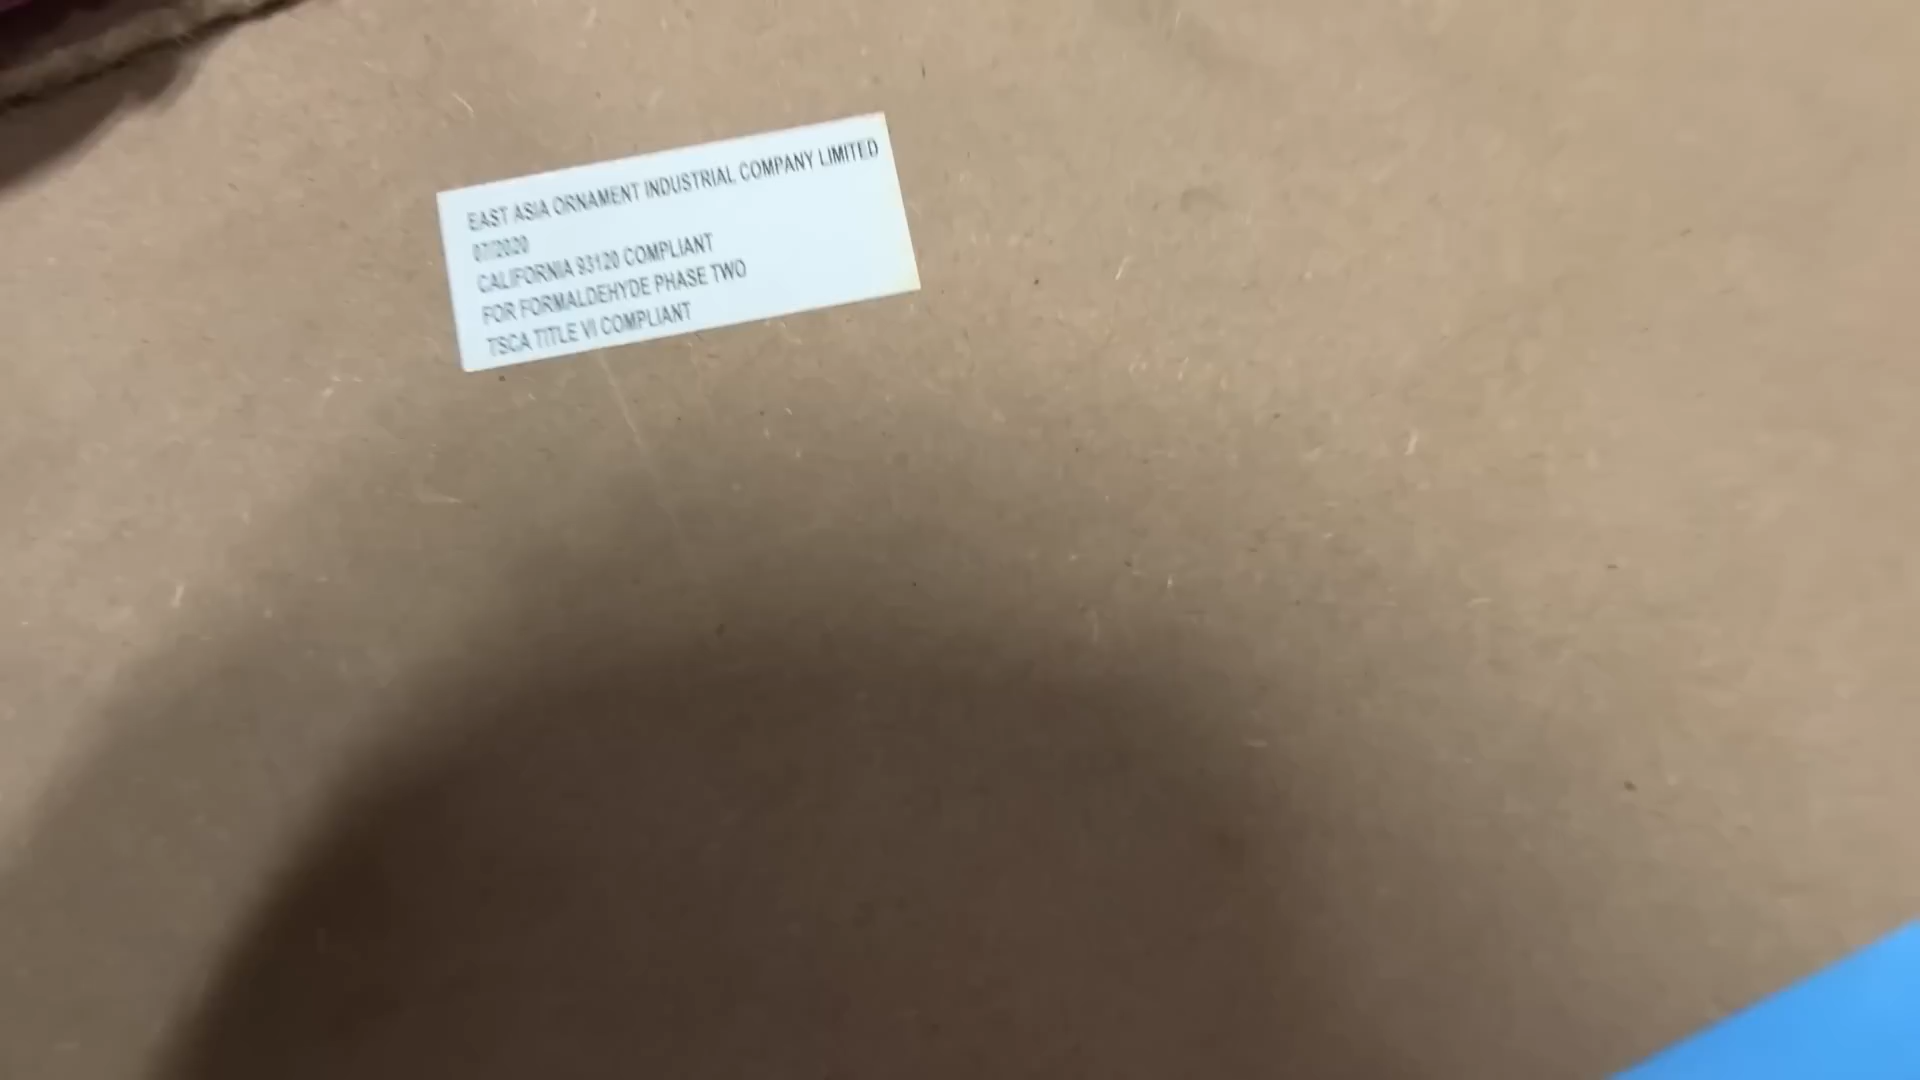 EAST ASIA ORNAMENT INDUSTRIAL COMPANY LIMITED
07/2020
CALIFORNIA 93120 COMPLIANT
FOR FORMALDEHYDE PHASE TWO
TSCA TITLE VI COMPLIANT